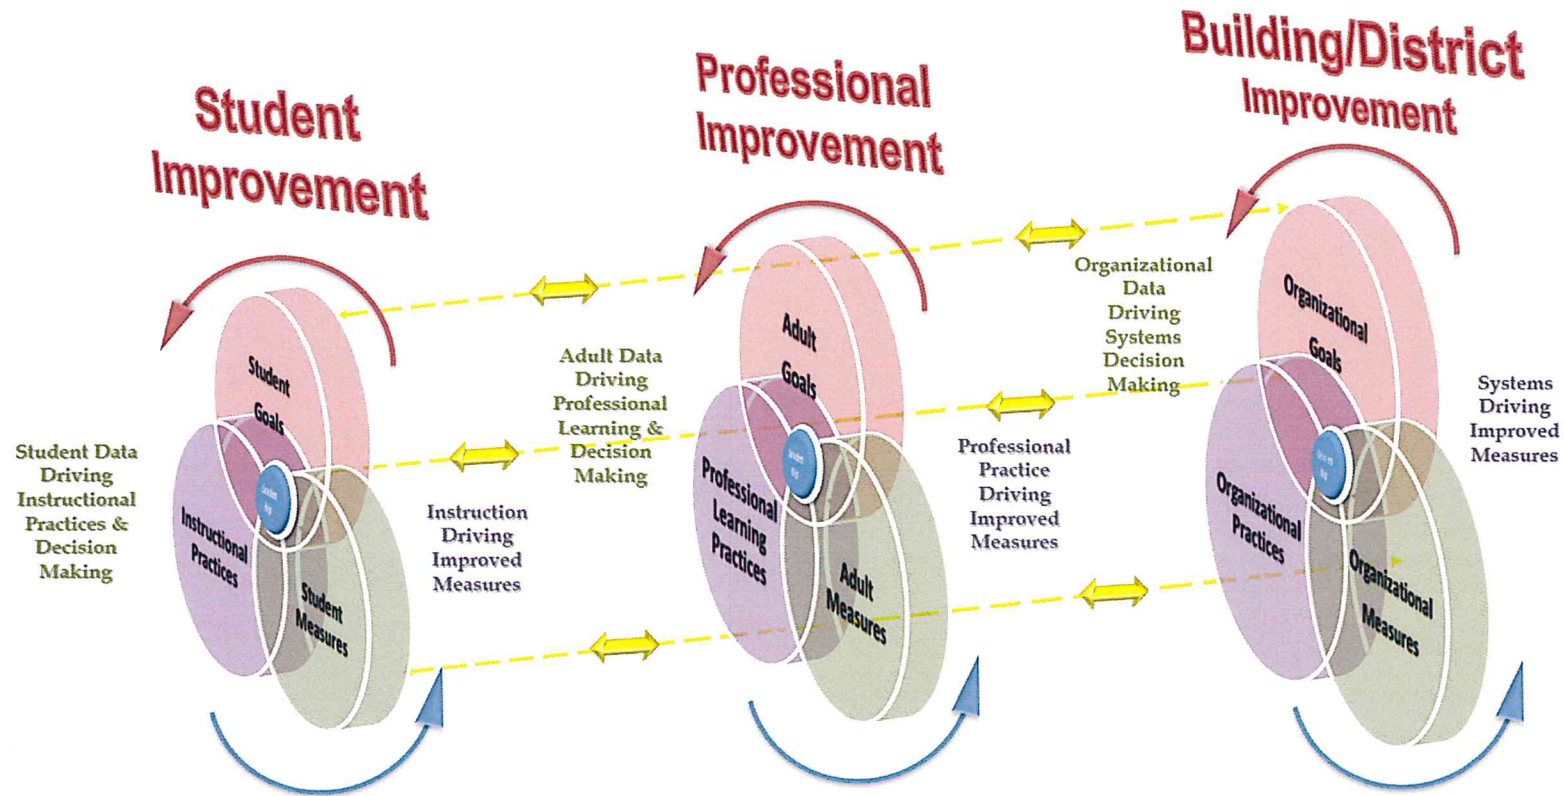 Student
Improvement
Professional
Improvement
Building/District
Improvement
Student
Goals
Instructional
Practices
Student
Measures
Student Data
Driving
Instructional
Practices &
Decision
Making
Instruction
Driving
Improved
Measures
Adult Data
Driving
Professional
Learning &
Decision
Making
Adult
Goals
Professional
Learning
Practices
Adult
Measures
Professional
Practice
Driving
Improved
Measures
Organizational
Data
Driving
Systems
Decision
Making
Organizational
Goals
Organizational
Practices
Organizational
Measures
Systems
Driving
Improved
Measures